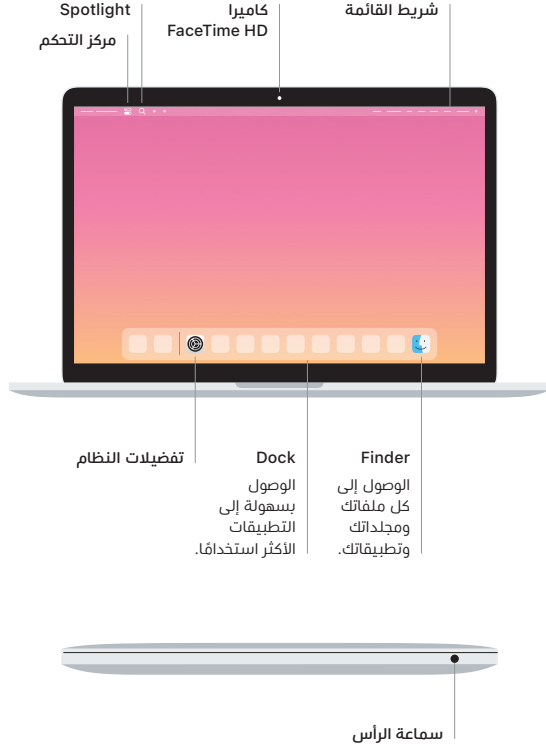 شريط القائمة
كاميرا
FaceTime HD
Spotlight
مركز التحكم
Finder
الوصول إلى
كل ملفاتك
ومجلداتك
وتطبيقاتك.
Dock
الوصول
بسهولة إلى
التطبيقات
الأكثر استخدامًا.
تفضيلات النظام
سماعة الرأس